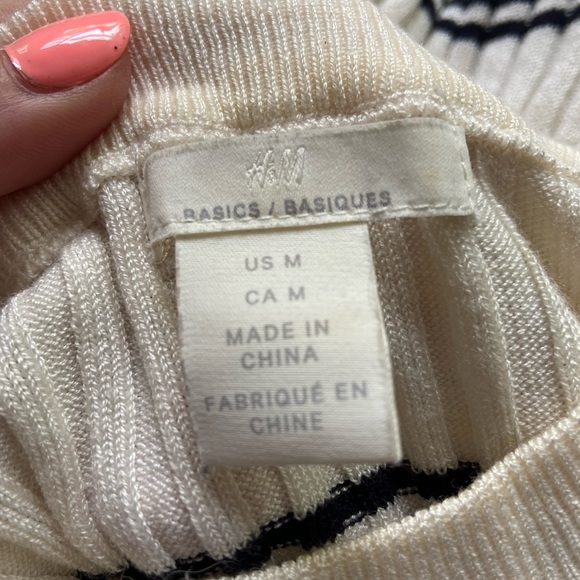 H&M
BASICS / BASIQUES
US M
CA M
MADE IN
CHINA
FABRIQUÉ EN
CHINE